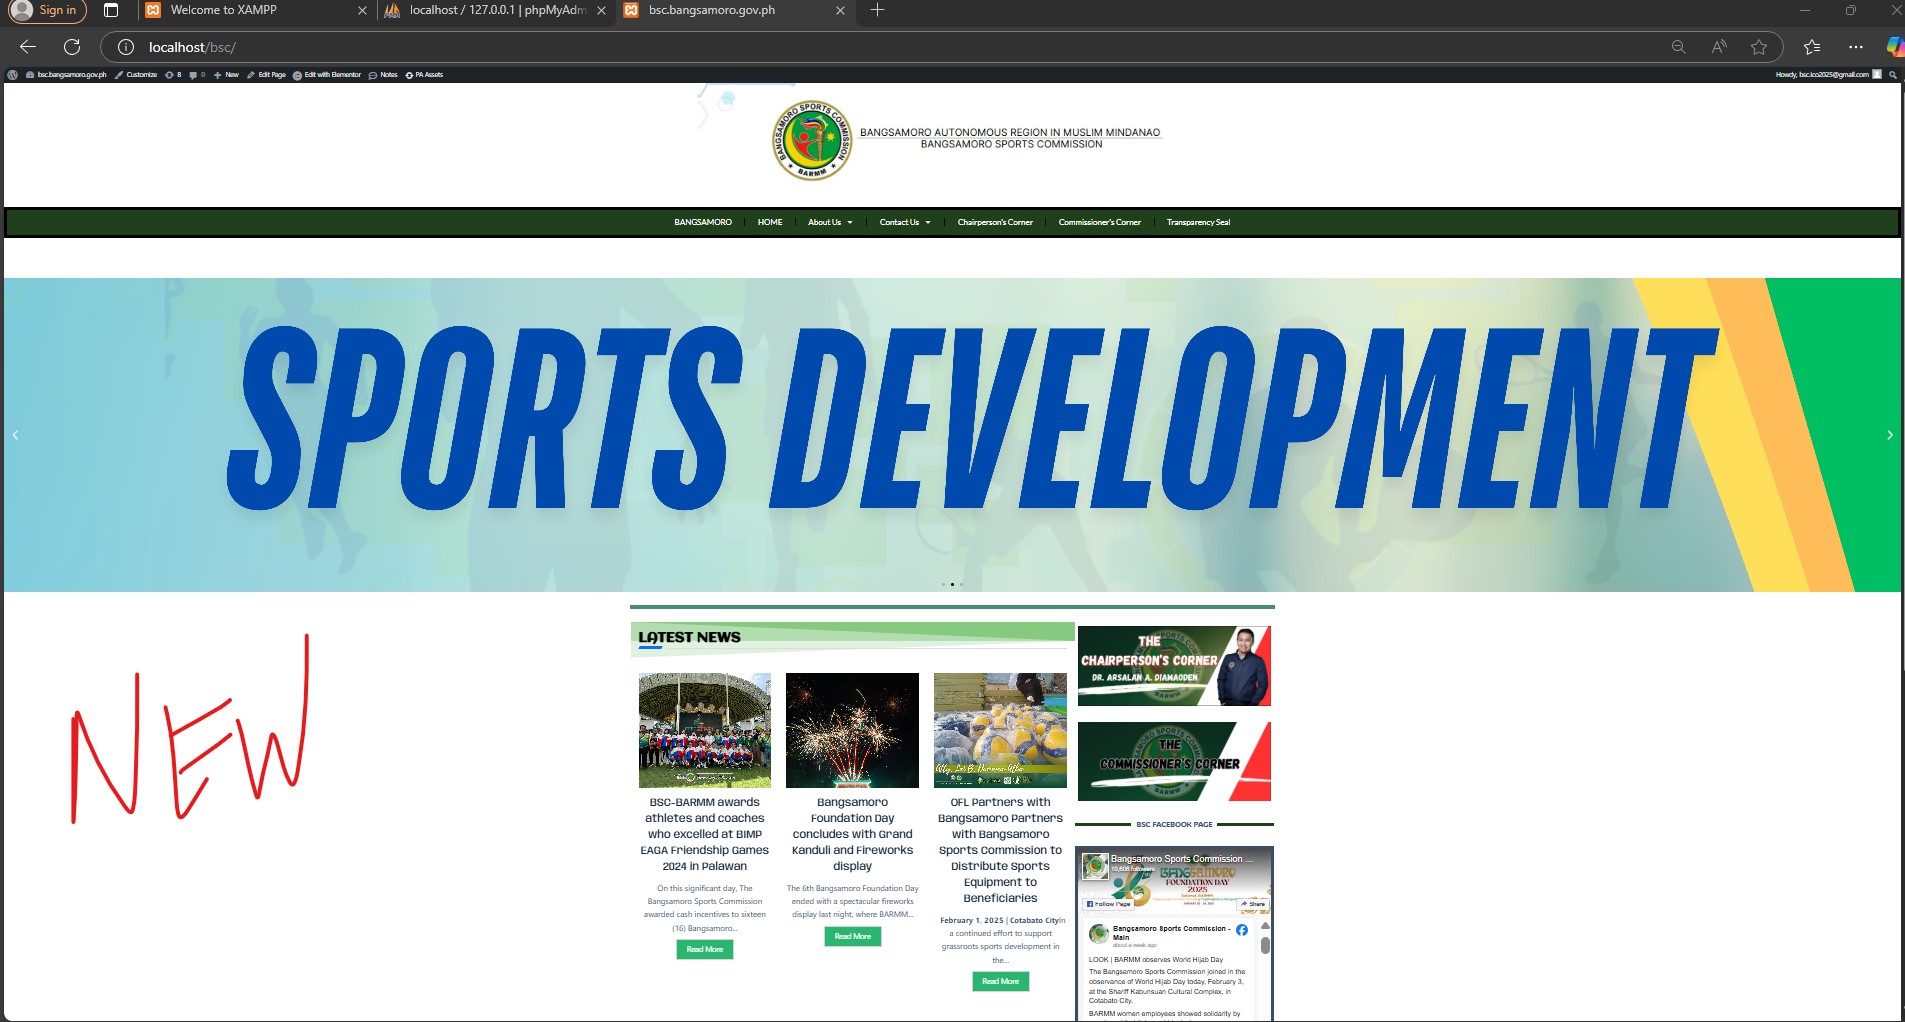 Sign in
Welcome to XAMPP
localhost / 127.0.0.1 | phpMyAdm
bsc.bangsamoro.gov.ph
localhost/bsc/
bsc.bangsamoro.gov.ph Customize 8 0 New Edit Page Edit with Elementor Notes PA Assets
Howdy, bsc.ico2025@gmail.com
BANGSAMORO SPORTS COMMISSION
BARMM
BANGSAMORO AUTONOMOUS REGION IN MUSLIM MINDANAO
BANGSAMORO SPORTS COMMISSION
BANGSAMORO HOME About Us Contact Us Chairperson's Corner Commissioner's Corner Transparency Seal
SPORTS DEVELOPMENT
NEW
LATEST NEWS
BSC-BARMM awards
athletes and coaches
who excelled at BIMP
EAGA Friendship Games
2024 in Palawan
On this significant day, The
Bangsamoro Sports Commission
awarded cash incentives to sixteen
(16) Bangsamoro...
Read More
Bangsamoro
Foundation Day
concludes with Grand
Kanduli and Fireworks
display
The 6th Bangsamoro Foundation Day
ended with a spectacular fireworks
display last night, where BARMM...
Read More
OFL Partners with
Bangsamoro Partners
with Bangsamoro
Sports Commission to
Distribute Sports
Equipment to
Beneficiaries
February 1, 2025 | Cotabato CityIn
a continued effort to support
grassroots sports development in
the...
Read More
THE
CHAIRPERSON'S CORNER
DR. ARSALAN A. DIAMAODEN
THE
COMMISSIONER'S CORNER
BSC FACEBOOK PAGE
Bangsamoro Sports Commission ...
10,606 followers
BANGSAMORO
FOUNDATION DAY
2025
Follow Page
Share
Bangsamoro Sports Commission -
Main
about a week ago
LOOK | BARMM observes World Hijab Day
The Bangsamoro Sports Commission joined in the
observance of World Hijab Day today, February 3,
at the Shariff Kabunsuan Cultural Complex, in
Cotabato City.
BARMM women employees showed solidarity by